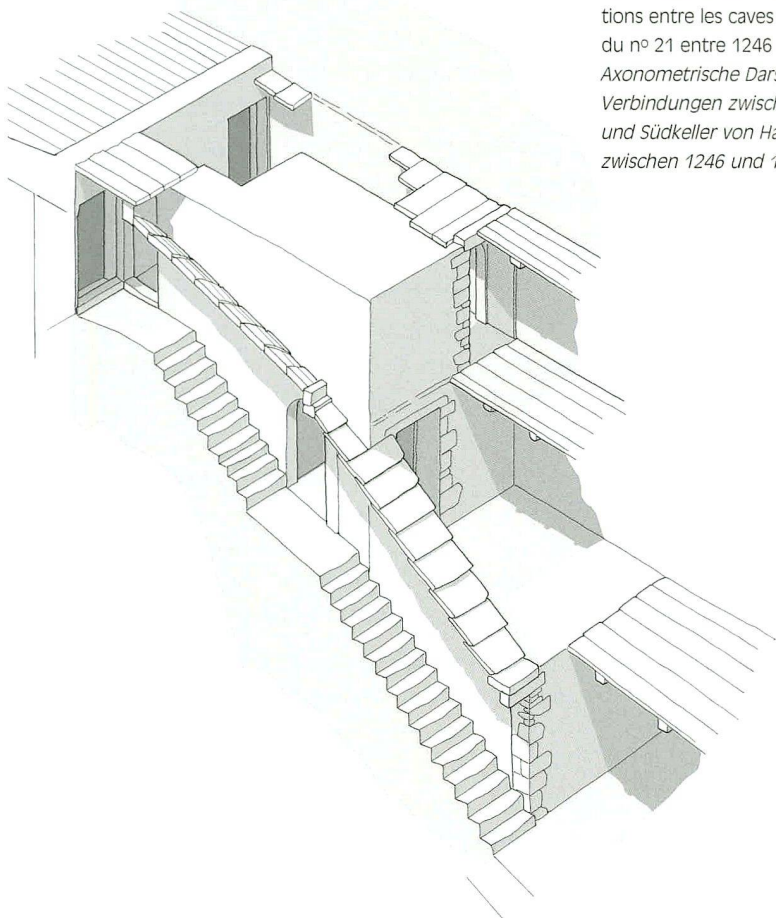 tions entre les caves
du nº 21 entre 1246
Axonometrische Dars
Verbindungen zwisch
und Südkeller von Ha
zwischen 1246 und 1